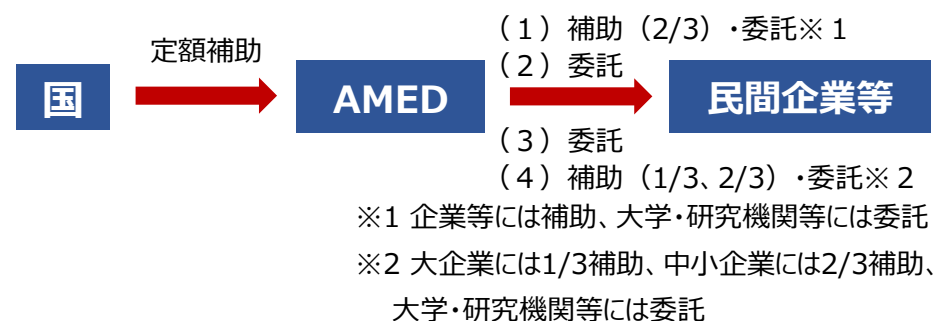 定額補助
国
AMED
（１）補助（2/3）・委託※１
（２）委託
（３）委託
（４）補助（1/3、2/3）・委託※２
民間企業等
※1 企業等には補助、大学・研究機関等には委託
※2 大企業には1/3補助、中小企業には2/3補助、
大学・研究機関等には委託